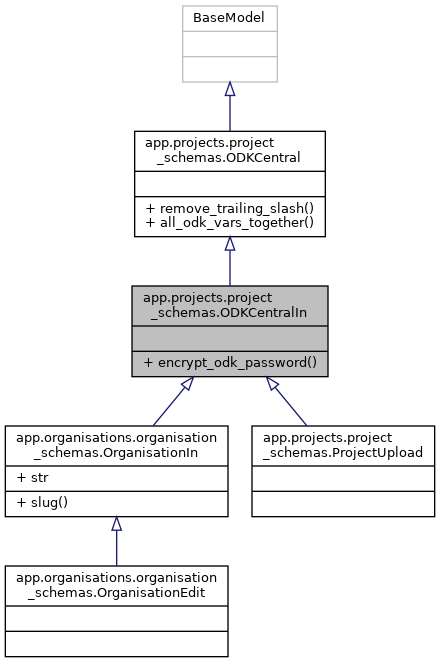 BaseModel
app.projects.project
_schemas.ODKCentral
+ remove_trailing_slash()
+ all_odk_vars_together()
app.projects.project
_schemas.ODKCentralIn
+ encrypt_odk_password()
app.organisations.organisation
_schemas.OrganisationIn
+ str
+ slug()
app.projects.project
_schemas.ProjectUpload
app.organisations.organisation
_schemas.OrganisationEdit